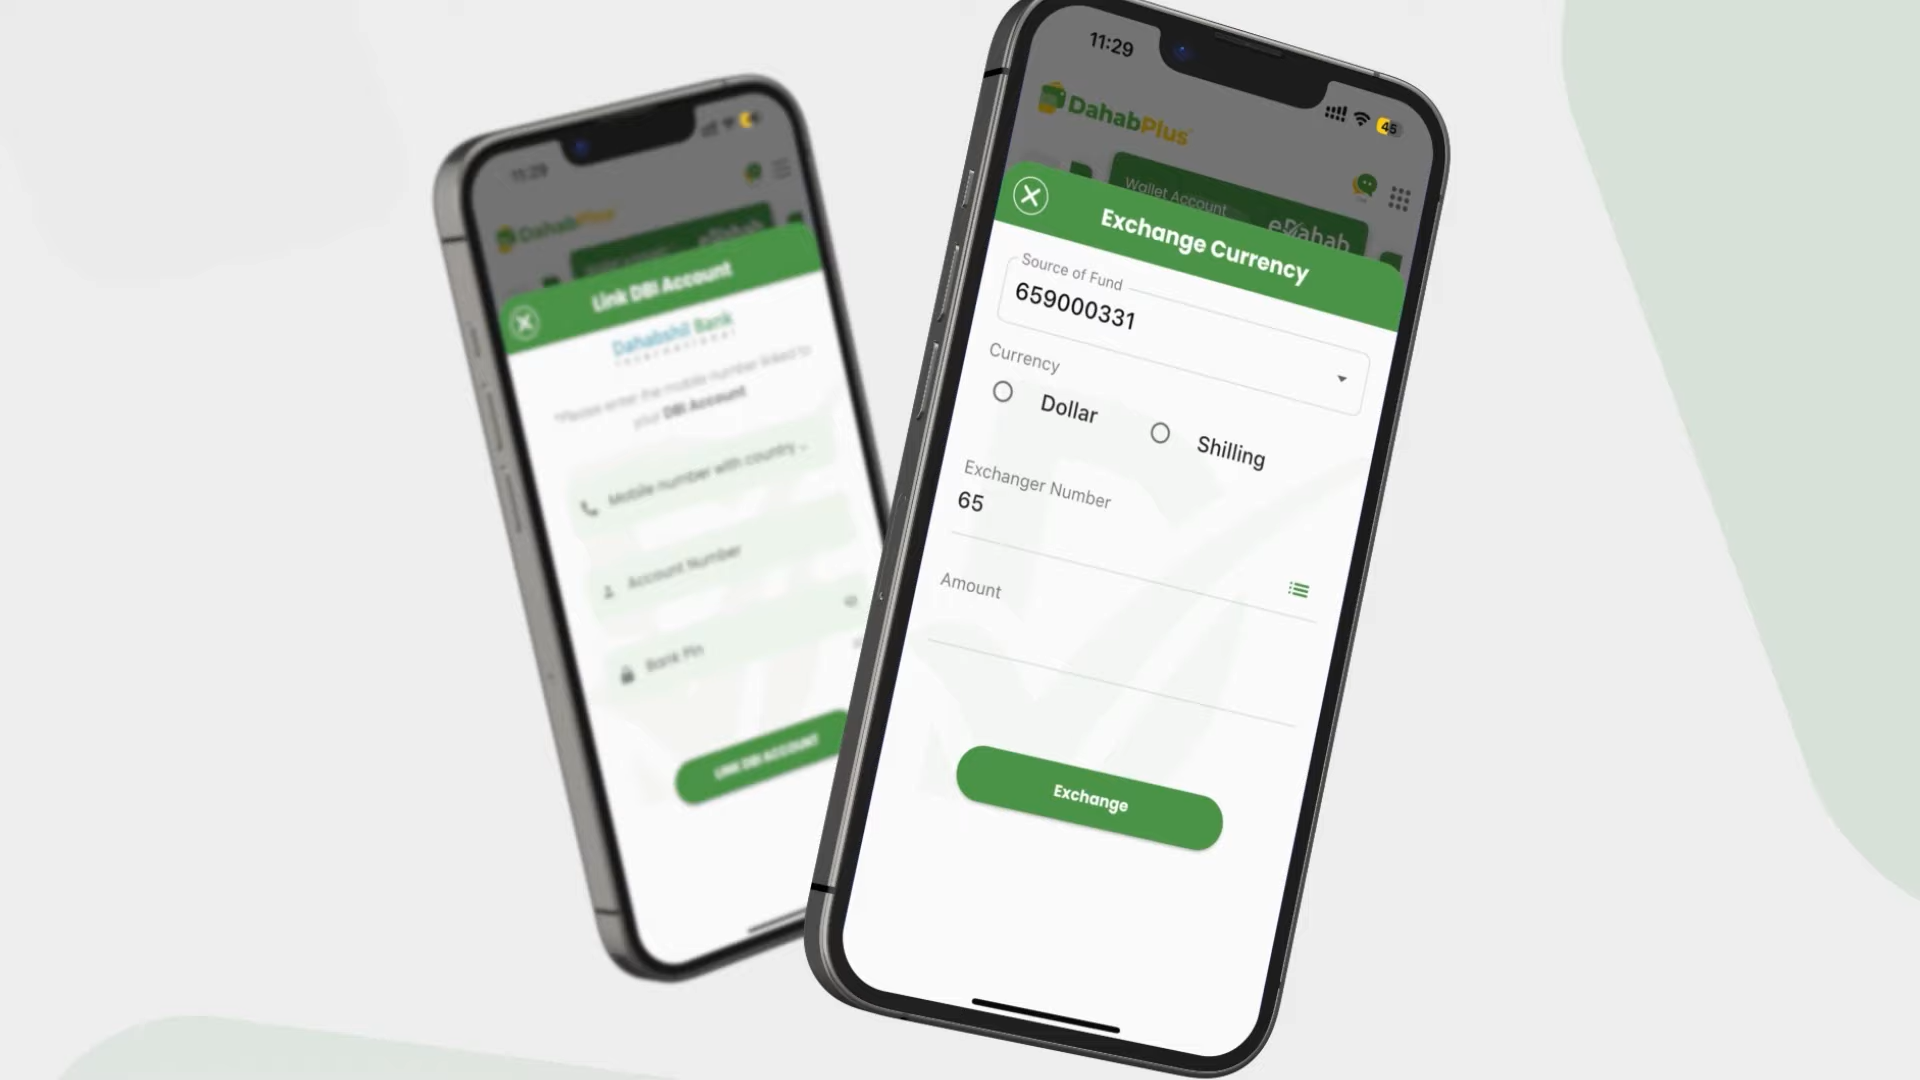 11:29
DahabPlus
Link DBI Account
Dahabshil Bank
International
*Please enter the mobile number linked to
your DBI Account
Mobile number with country ..
Account Number
Bank Pin
LINK DBI ACCOUNT
11:29
45
DahabPlus
Wallet Account
eDahab
Exchange Currency
Source of Fund
659000331
Currency
Dollar
Shilling
Exchanger Number
65
Amount
Exchange